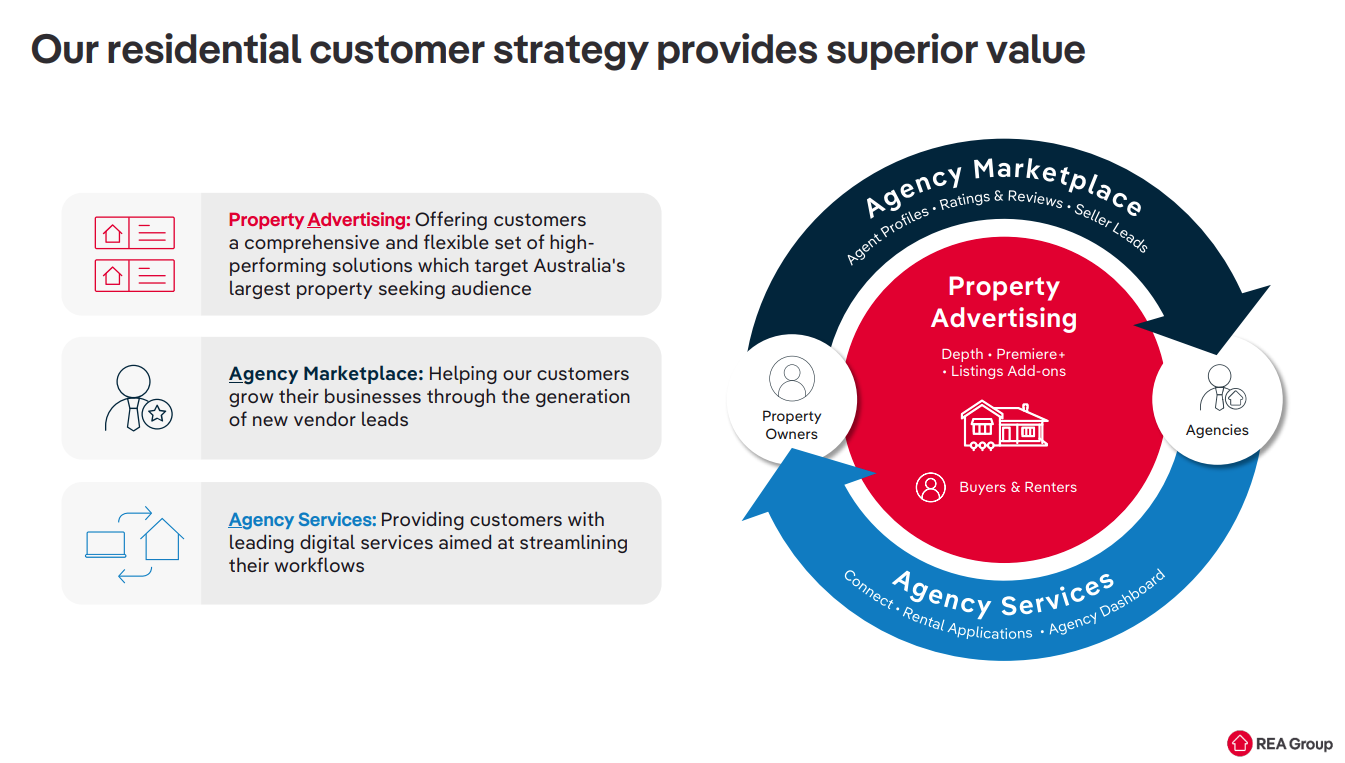 Our residential customer strategy provides superior value
Property Advertising: Offering customers
a comprehensive and flexible set of high-
performing solutions which target Australia's
largest property seeking audience
Agency Marketplace: Helping our customers
grow their businesses through the generation
of new vendor leads
Agency Services: Providing customers with
leading digital services aimed at streamlining
their workflows
Agency Marketplace
Agent Profiles • Ratings & Reviews • Seller Leads
Property
Advertising
Depth • Premiere+
• Listings Add-ons
Buyers & Renters
Property
Owners
Agencies
Agency Services
Connect • Rental Applications • Agency Dashboard
REA Group